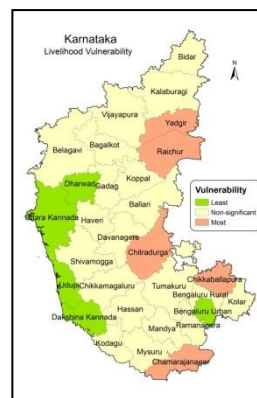 Karnataka
Livelihood Vulnerability
N
Bidar
Kalaburagi
Vijayapura
Yadgir
Bagalkot
Belagavi
Raichur
Koppal
Dharwad
Gadag
Ballari
Uttara Kannada
Haveri
Davanagere
Chitradurga
Shivamogga
Udupi
Chikkamagaluru
Tumakuru
Chikkaballapura
Bengaluru Rural
Kolar
Hassan
Bengaluru Urban
Dakshina Kannada
Ramanagara
Mandya
Kodagu
Mysuru
Chamarajanagar
Vulnerability
Least
Non-significant
Most